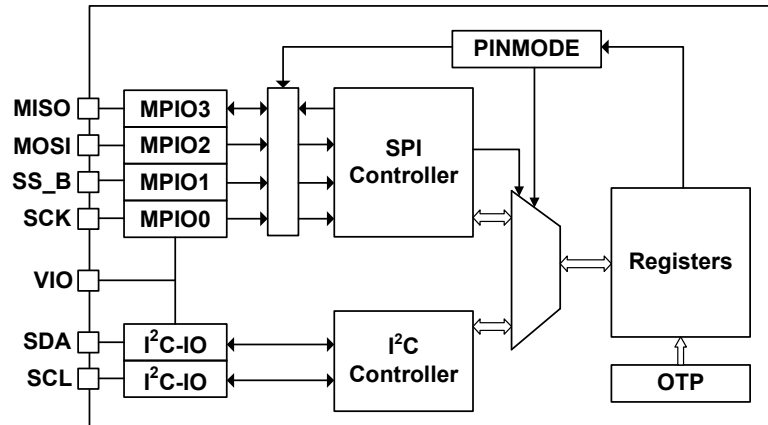 PINMODE
MISO
MPIO3
MOSI
MPIO2
SS_B
MPIO1
SCK
MPIO0
SPI
Controller
VIO
Registers
SDA
I²C-IO
SCL
I²C-IO
I²C
Controller
OTP